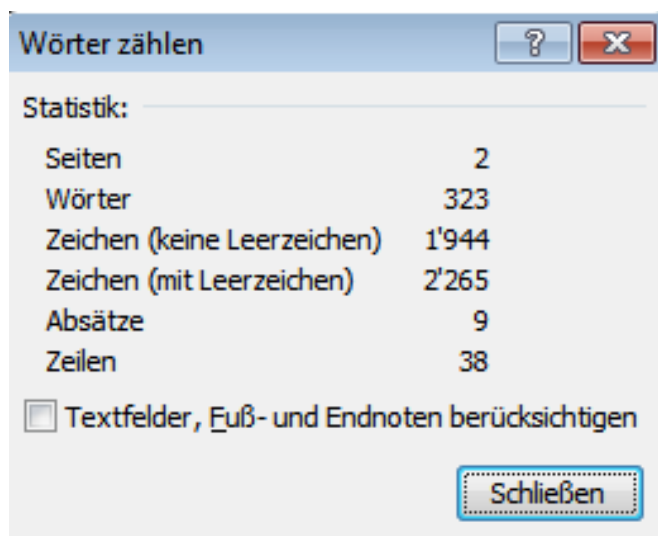 Wörter zählen
Statistik:
Seiten 2
Wörter 323
Zeichen (keine Leerzeichen) 1'944
Zeichen (mit Leerzeichen) 2'265
Absätze 9
Zeilen 38
Textfelder, Fuß- und Endnoten berücksichtigen
Schließen